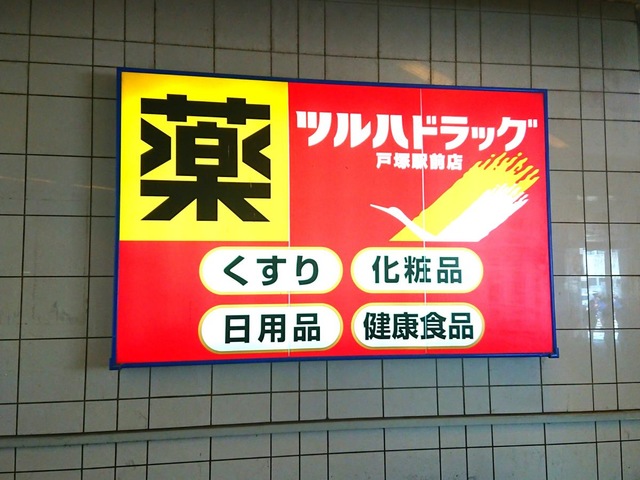 薬
ツルハドラッグ
戸塚駅前店
くすり
化粧品
日用品
健康食品